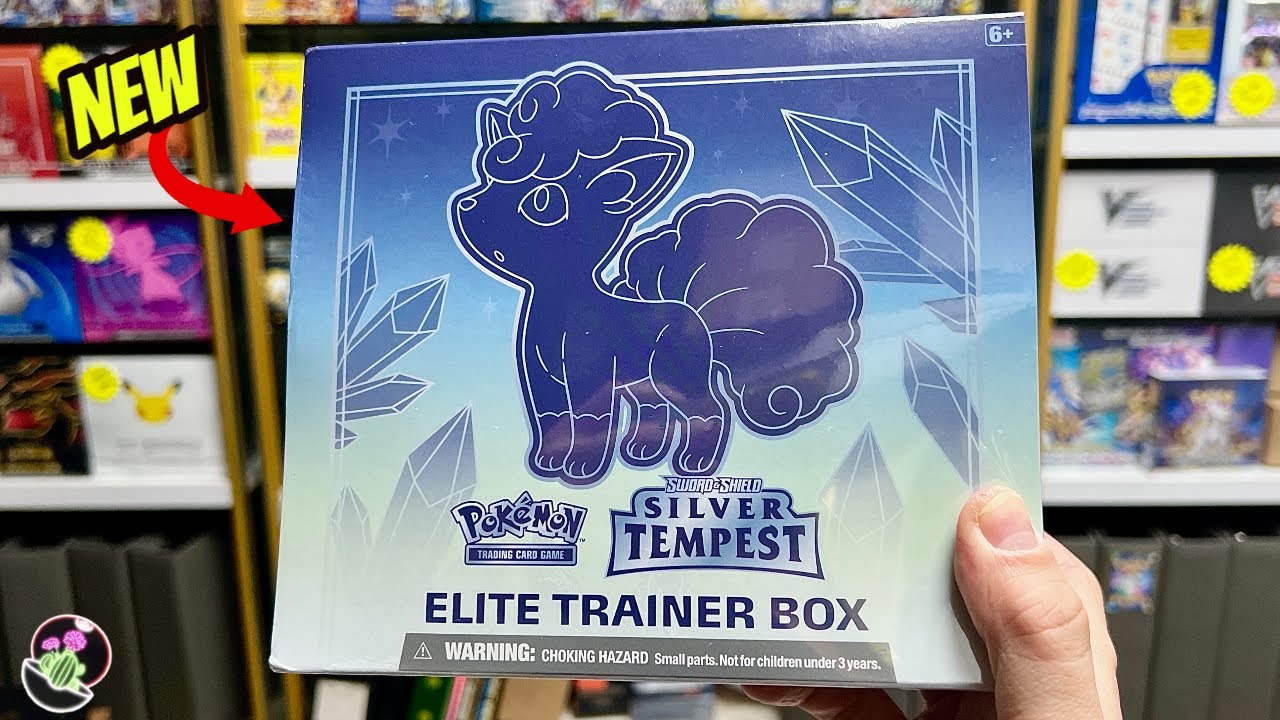 NEW
6+
POKéMON™
TRADING CARD GAME
SWORD & SHIELD
SILVER
TEMPEST
ELITE TRAINER BOX
⚠ WARNING: CHOKING HAZARD Small parts. Not for children under 3 years.